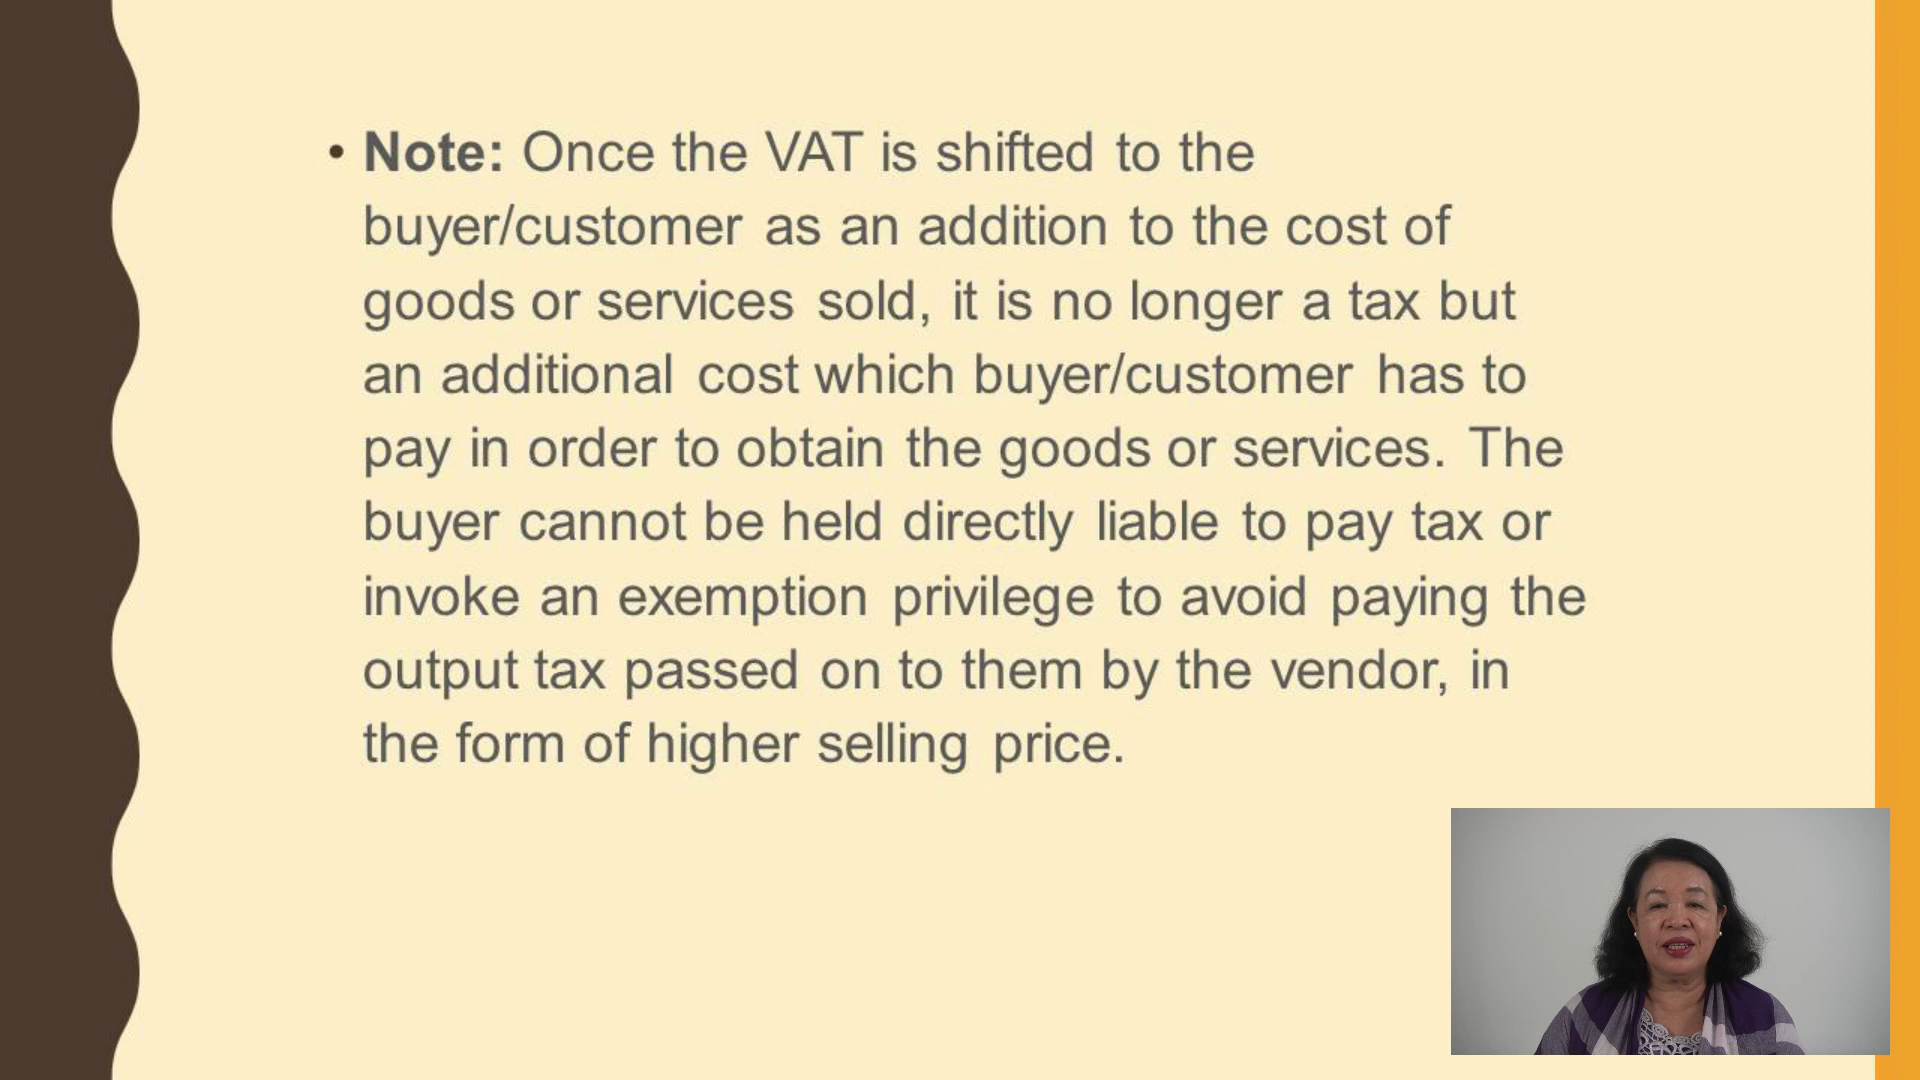 • Note: Once the VAT is shifted to the
buyer/customer as an addition to the cost of
goods or services sold, it is no longer a tax but
an additional cost which buyer/customer has to
pay in order to obtain the goods or services. The
buyer cannot be held directly liable to pay tax or
invoke an exemption privilege to avoid paying the
output tax passed on to them by the vendor, in
the form of higher selling price.